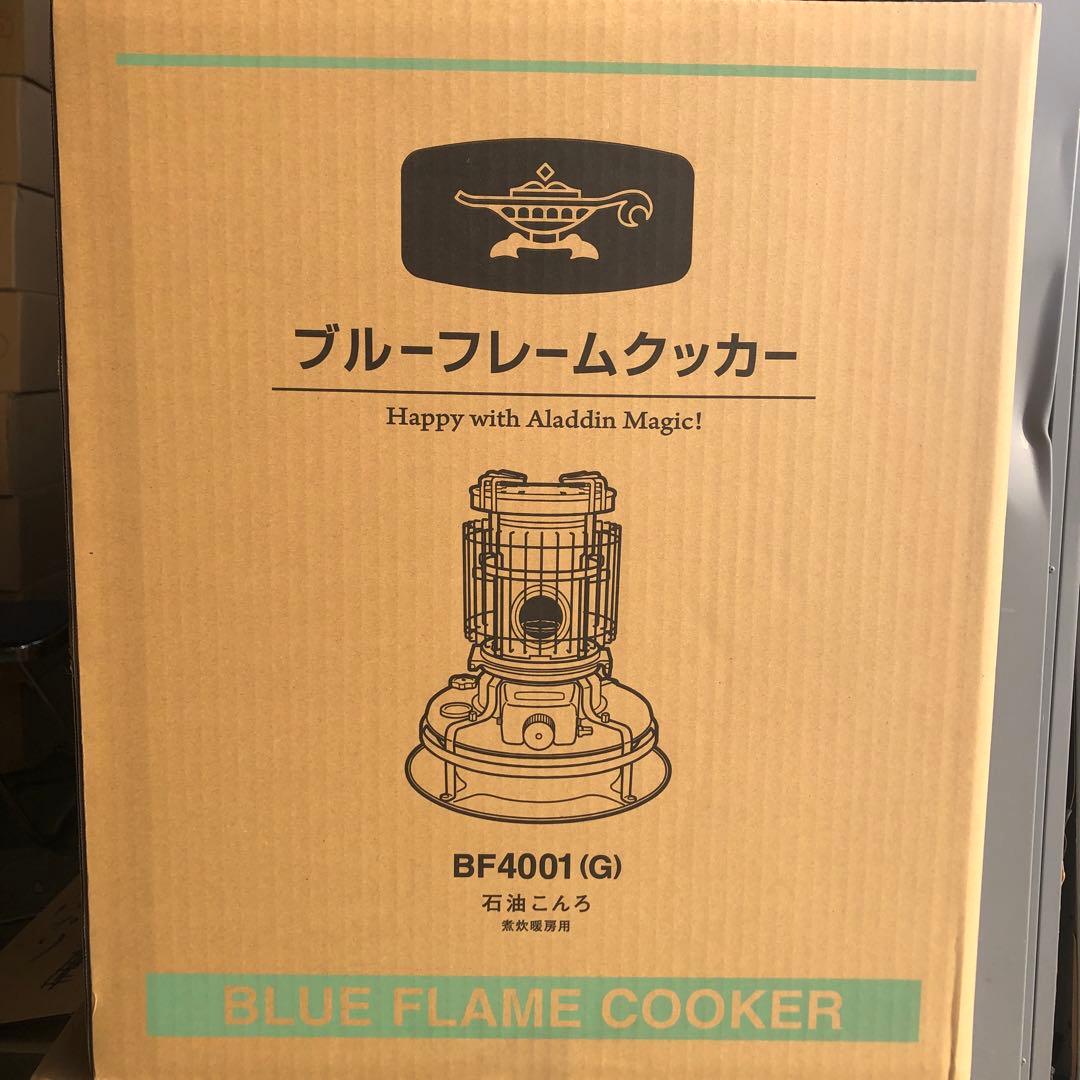 ブルーフレームクッカー
Happy with Aladdin Magic!
BF4001(G)
石油こんろ
煮炊暖房用
BLUE FLAME COOKER